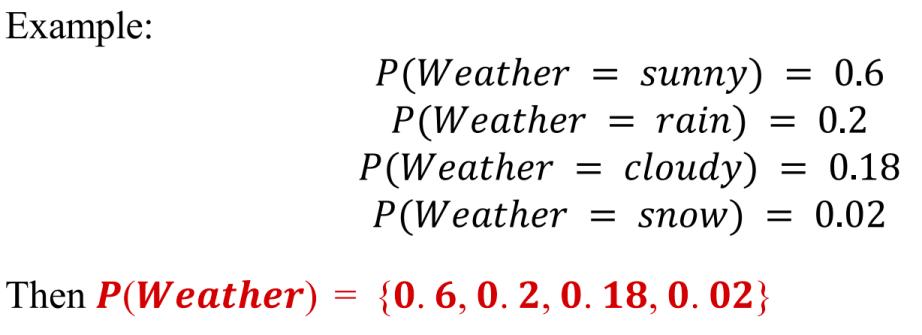 Example:
P(Weather = sunny) = 0.6
P(Weather = rain) = 0.2
P(Weather = cloudy) = 0.18
P(Weather = snow) = 0.02
Then P(Weather) = {0.6, 0.2, 0.18, 0.02}